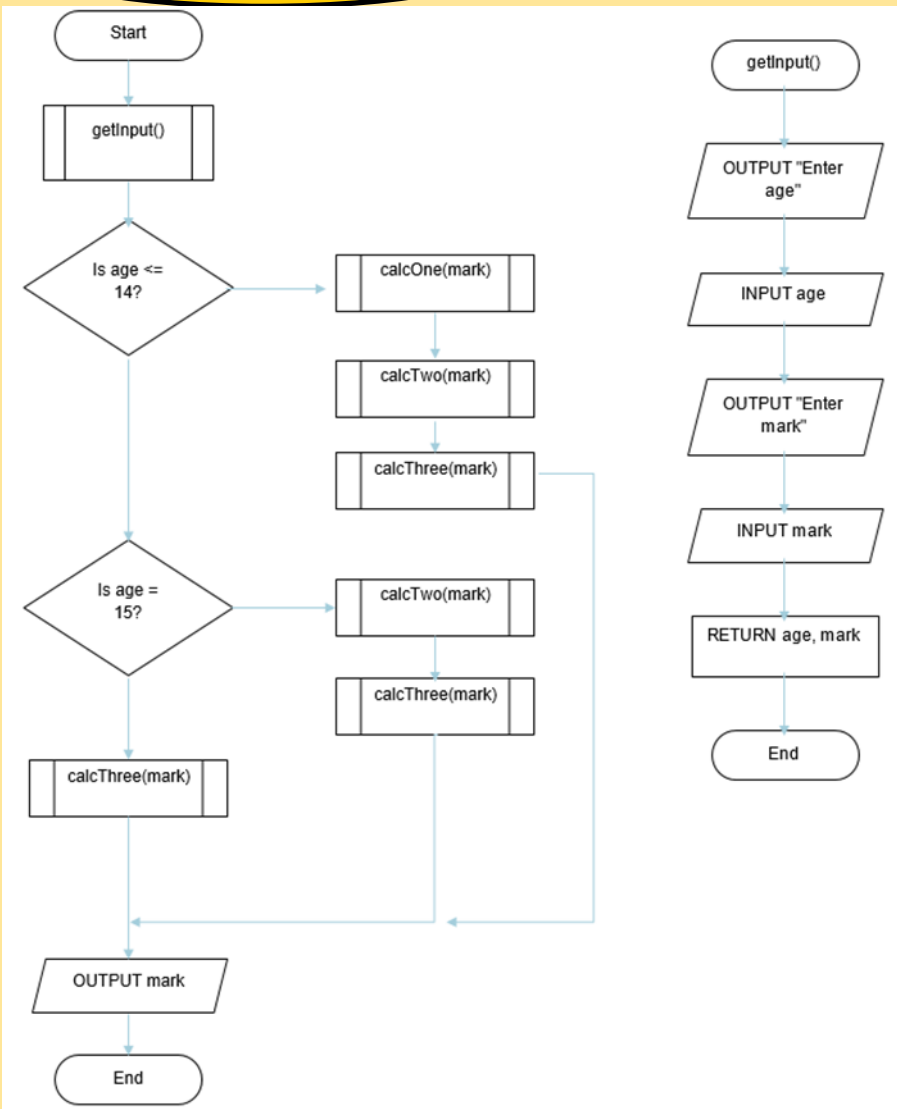 Start
getInput()
Is age <=
14?
calcOne(mark)
calcTwo(mark)
calcThree(mark)
Is age =
15?
calcTwo(mark)
calcThree(mark)
calcThree(mark)
OUTPUT mark
End
getInput()
OUTPUT "Enter
age"
INPUT age
OUTPUT "Enter
mark"
INPUT mark
RETURN age, mark
End